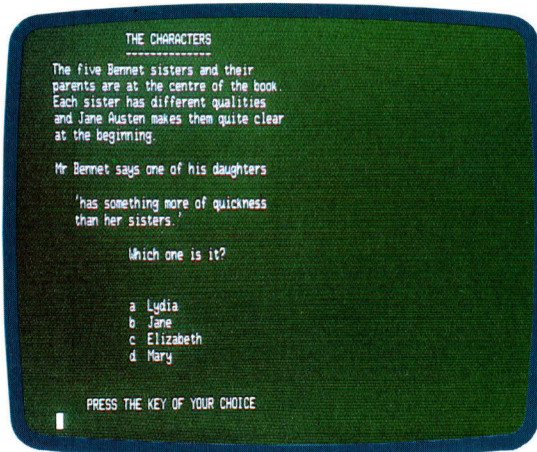 THE CHARACTERS
--------------
The five Bennet sisters and their
parents are at the centre of the book.
Each sister has different qualities
and Jane Austen makes them quite clear
at the beginning.
Mr Bennet says one of his daughters
'has something more of quickness
than her sisters.'
Which one is it?
a Lydia
b Jane
c Elizabeth
d Mary
PRESS THE KEY OF YOUR CHOICE